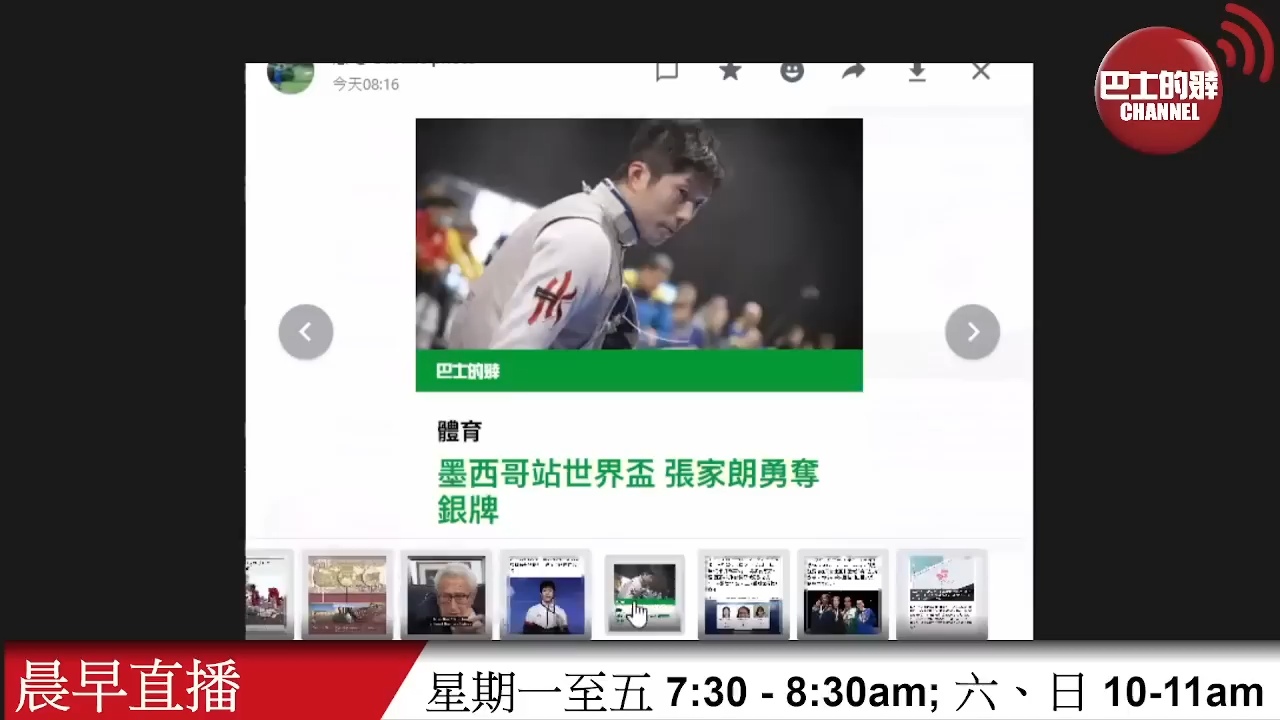 今天08:16
巴士的報
CHANNEL
巴士的報
體育
墨西哥站世界盃 張家朗勇奪
銀牌
晨早直播
星期一至五 7:30 - 8:30am; 六、日 10-11am